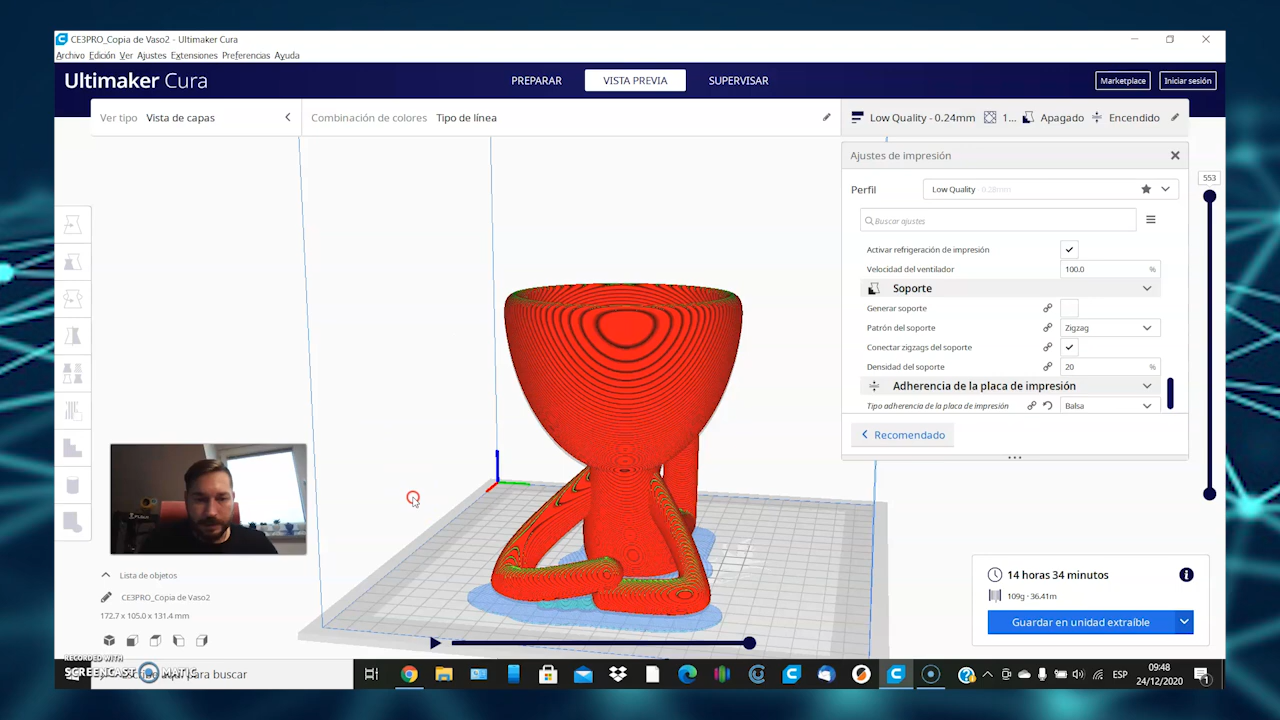 CE3PRO_Copia de Vaso2 - Ultimaker Cura
Archivo Edición Ver Ajustes Extensiones Preferencias Ayuda
Ultimaker Cura
PREPARAR VISTA PREVIA SUPERVISAR
Marketplace Iniciar sesión
Ver tipo Vista de capas
Combinación de colores Tipo de línea
Low Quality - 0.24mm 1... Apagado Encendido
Ajustes de impresión
Perfil Low Quality 0.28mm
Buscar ajustes
Activar refrigeración de impresión
Velocidad del ventilador 100.0 %
Soporte
Generar soporte
Patrón del soporte Zigzag
Conectar zigzags del soporte
Densidad del soporte 20 %
Adherencia de la placa de impresión
Tipo adherencia de la placa de impresión Balsa
Recomendado
553
Lista de objetos
CE3PRO_Copia de Vaso2
172.7 x 105.0 x 131.4 mm
14 horas 34 minutos
109g · 36.41m
Guardar en unidad extraíble
RECORDED WITH
SCREENCAST MATIC
para buscar
ESP
09:48
24/12/2020
1